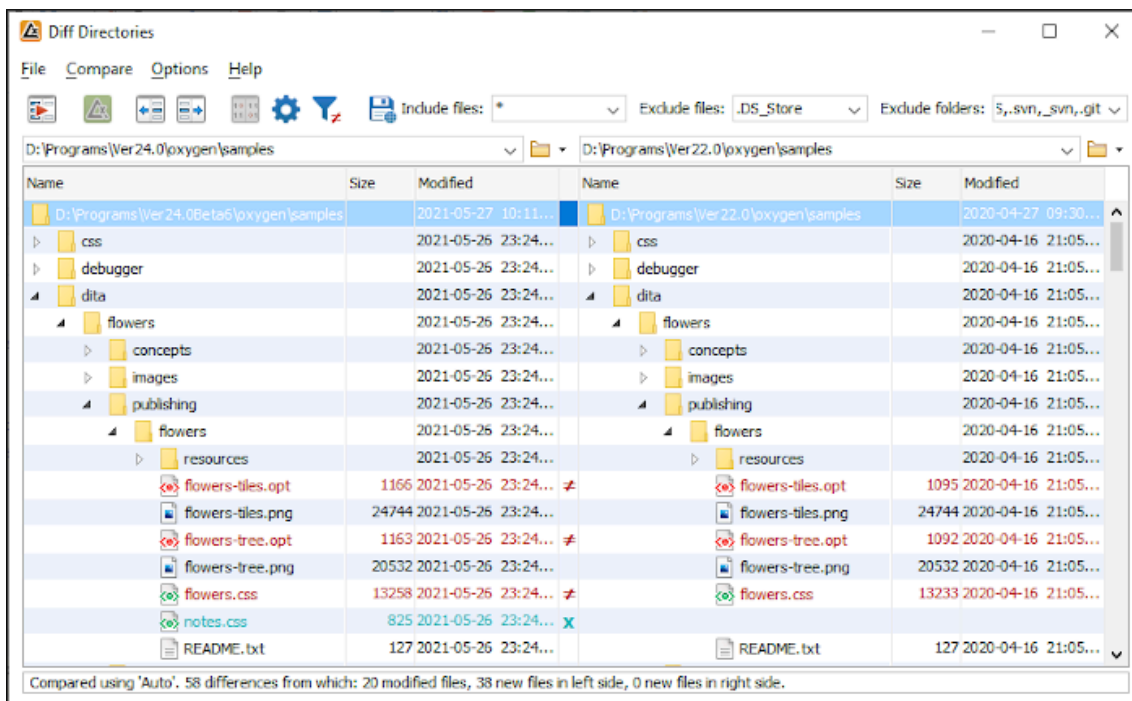 Diff Directories
File Compare Options Help
Include files: * Exclude files: .DS_Store Exclude folders: 5,.svn,_svn,.git
D:\Programs\Ver24.0\oxygen\samples D:\Programs\Ver22.0\oxygen\samples
Name Size Modified Name Size Modified
D:\Programs\Ver24.0Beta6\oxygen\samples 2021-05-27 10:11... D:\Programs\Ver22.0\oxygen\samples 2020-04-27 09:30...
css 2021-05-26 23:24... css 2020-04-16 21:05...
debugger 2021-05-26 23:24... debugger 2020-04-16 21:05...
dita 2021-05-26 23:24... dita 2020-04-16 21:05...
flowers 2021-05-26 23:24... flowers 2020-04-16 21:05...
concepts 2021-05-26 23:24... concepts 2020-04-16 21:05...
images 2021-05-26 23:24... images 2020-04-16 21:05...
publishing 2021-05-26 23:24... publishing 2020-04-16 21:05...
flowers 2021-05-26 23:24... flowers 2020-04-16 21:05...
resources 2021-05-26 23:24... resources 2020-04-16 21:05...
flowers-tiles.opt 1166 2021-05-26 23:24... ≠ flowers-tiles.opt 1095 2020-04-16 21:05...
flowers-tiles.png 24744 2021-05-26 23:24... flowers-tiles.png 24744 2020-04-16 21:05...
flowers-tree.opt 1163 2021-05-26 23:24... ≠ flowers-tree.opt 1092 2020-04-16 21:05...
flowers-tree.png 20532 2021-05-26 23:24... flowers-tree.png 20532 2020-04-16 21:05...
flowers.css 13258 2021-05-26 23:24... ≠ flowers.css 13233 2020-04-16 21:05...
notes.css 825 2021-05-26 23:24... x
README.txt 127 2021-05-26 23:24... README.txt 127 2020-04-16 21:05...
Compared using 'Auto'. 58 differences from which: 20 modified files, 38 new files in left side, 0 new files in right side.